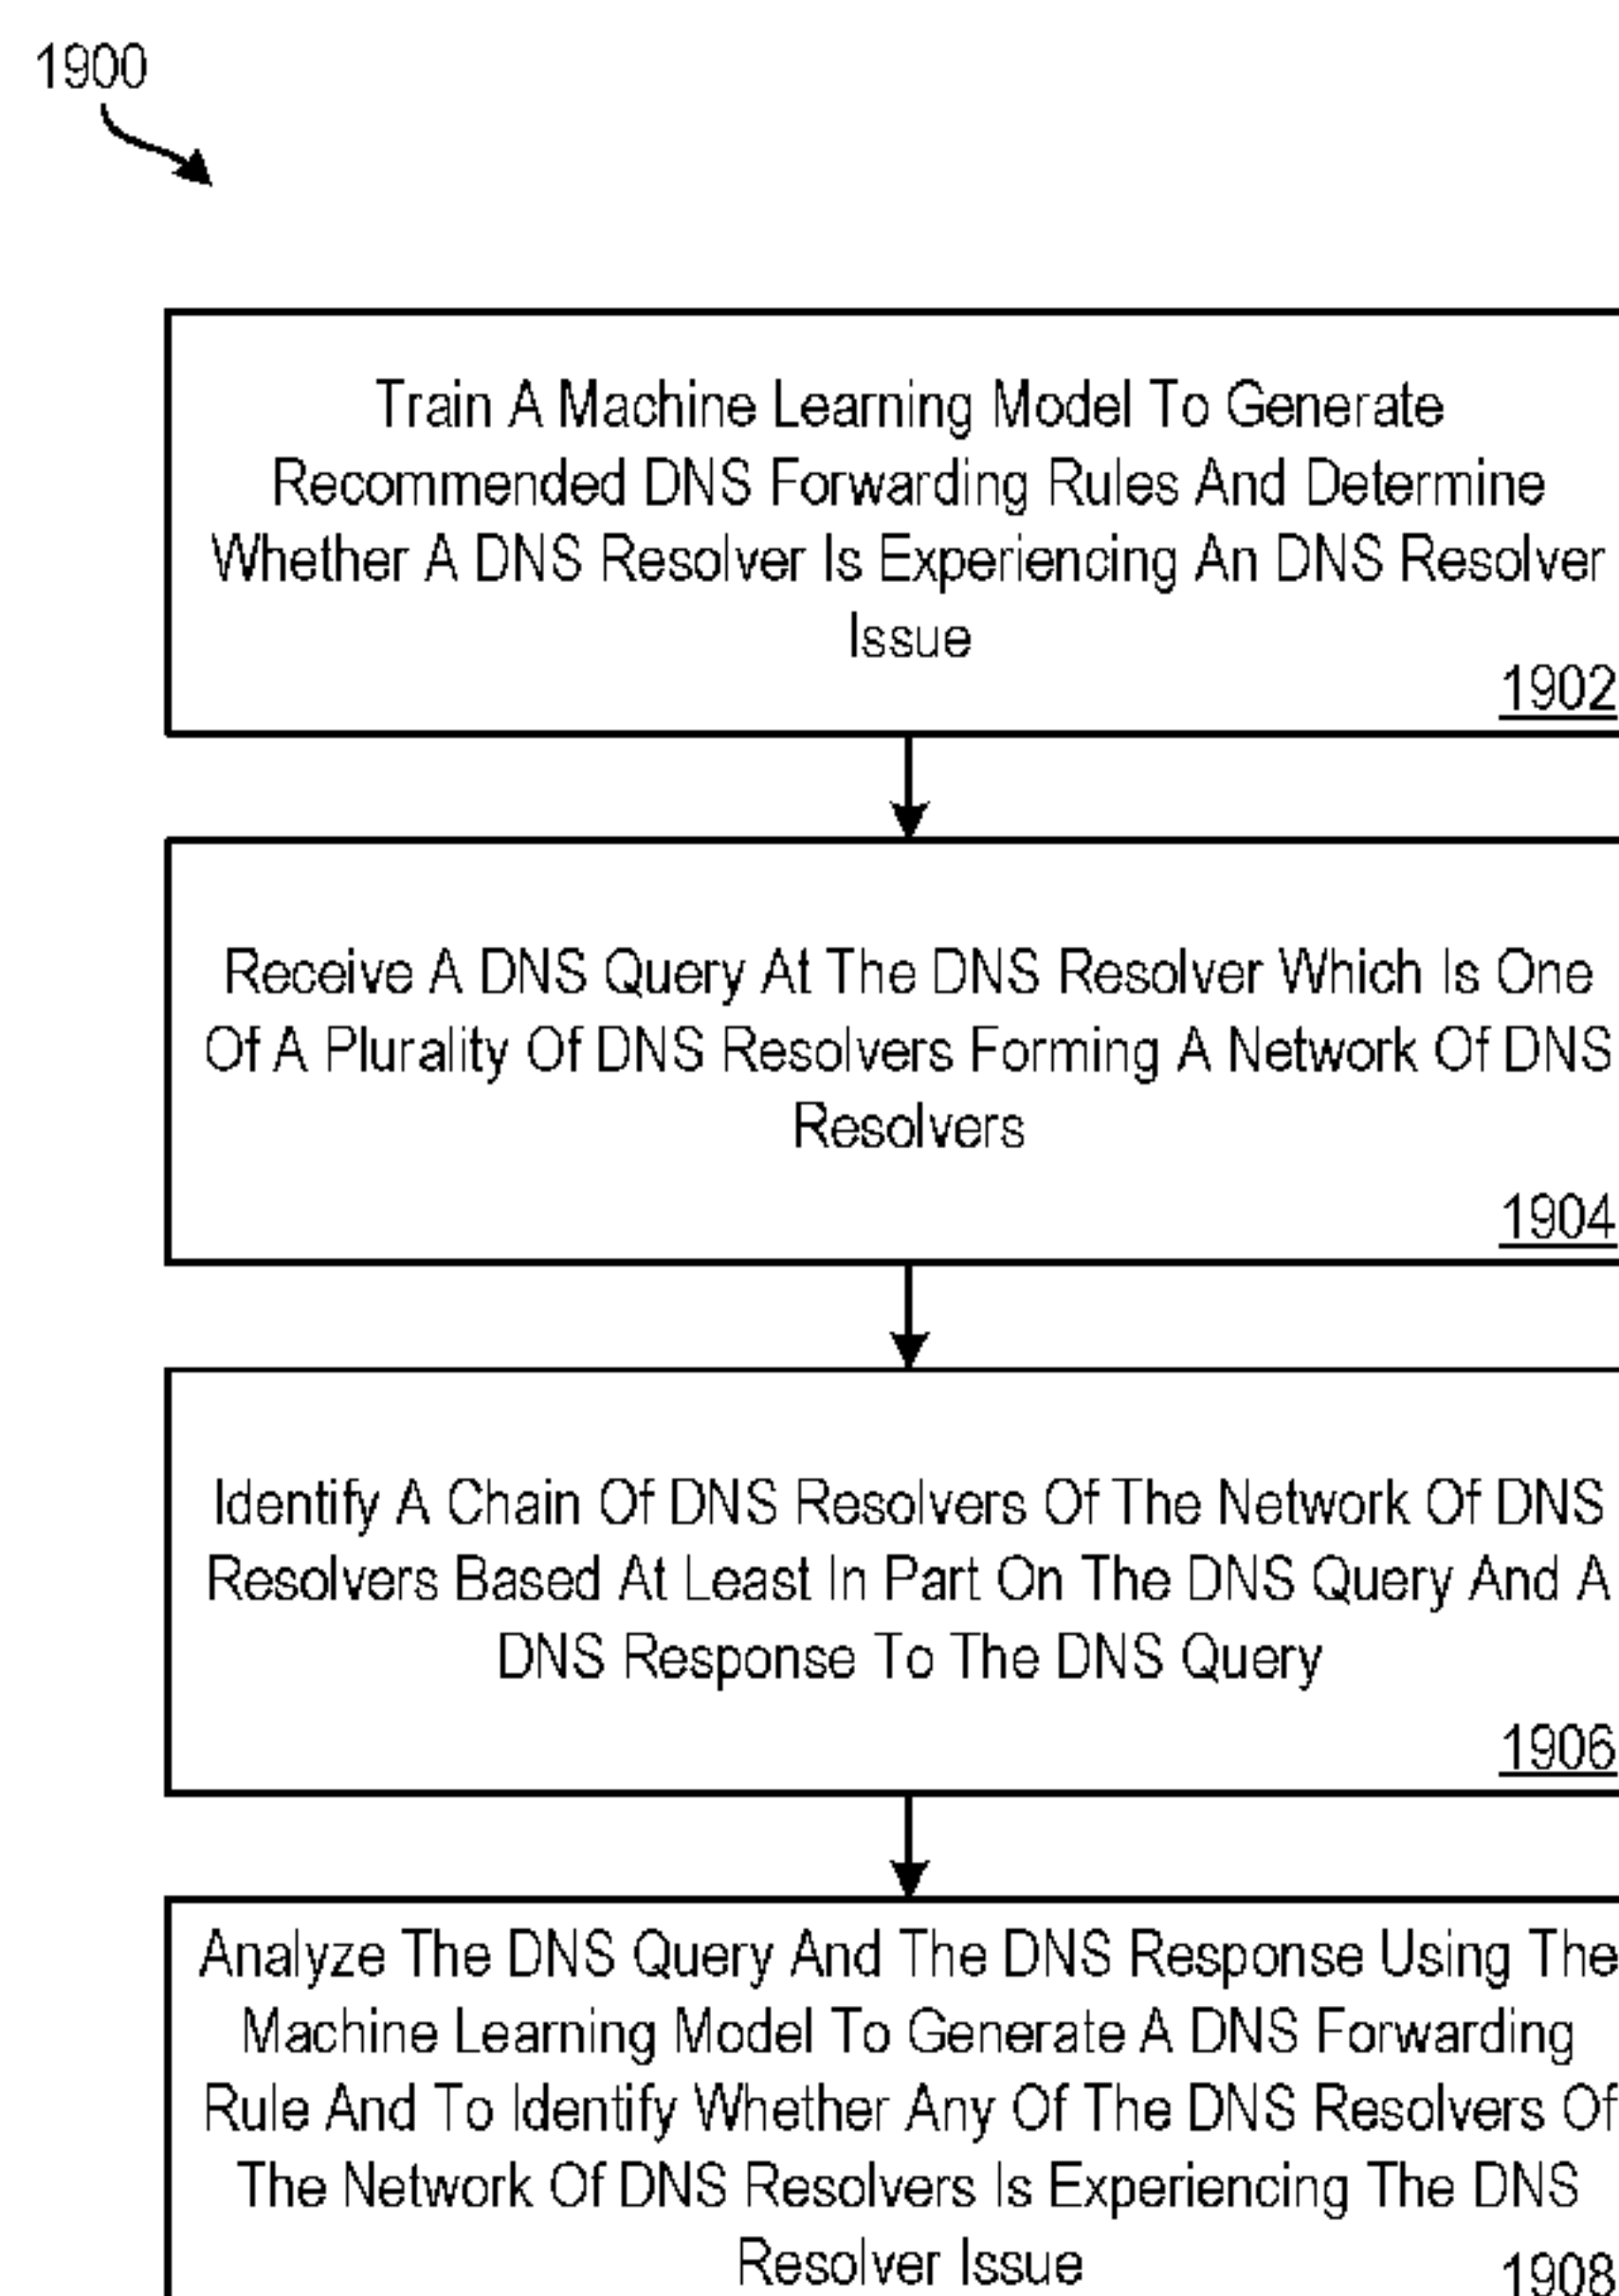 1900
Train A Machine Learning Model To Generate
Recommended DNS Forwarding Rules And Determine
Whether A DNS Resolver Is Experiencing An DNS Resolver
Issue
1902
Receive A DNS Query At The DNS Resolver Which Is One
Of A Plurality Of DNS Resolvers Forming A Network Of DNS
Resolvers
1904
Identify A Chain Of DNS Resolvers Of The Network Of DNS
Resolvers Based At Least In Part On The DNS Query And A
DNS Response To The DNS Query
1906
Analyze The DNS Query And The DNS Response Using The
Machine Learning Model To Generate A DNS Forwarding
Rule And To Identify Whether Any Of The DNS Resolvers Of
The Network Of DNS Resolvers Is Experiencing The DNS
Resolver Issue
1908